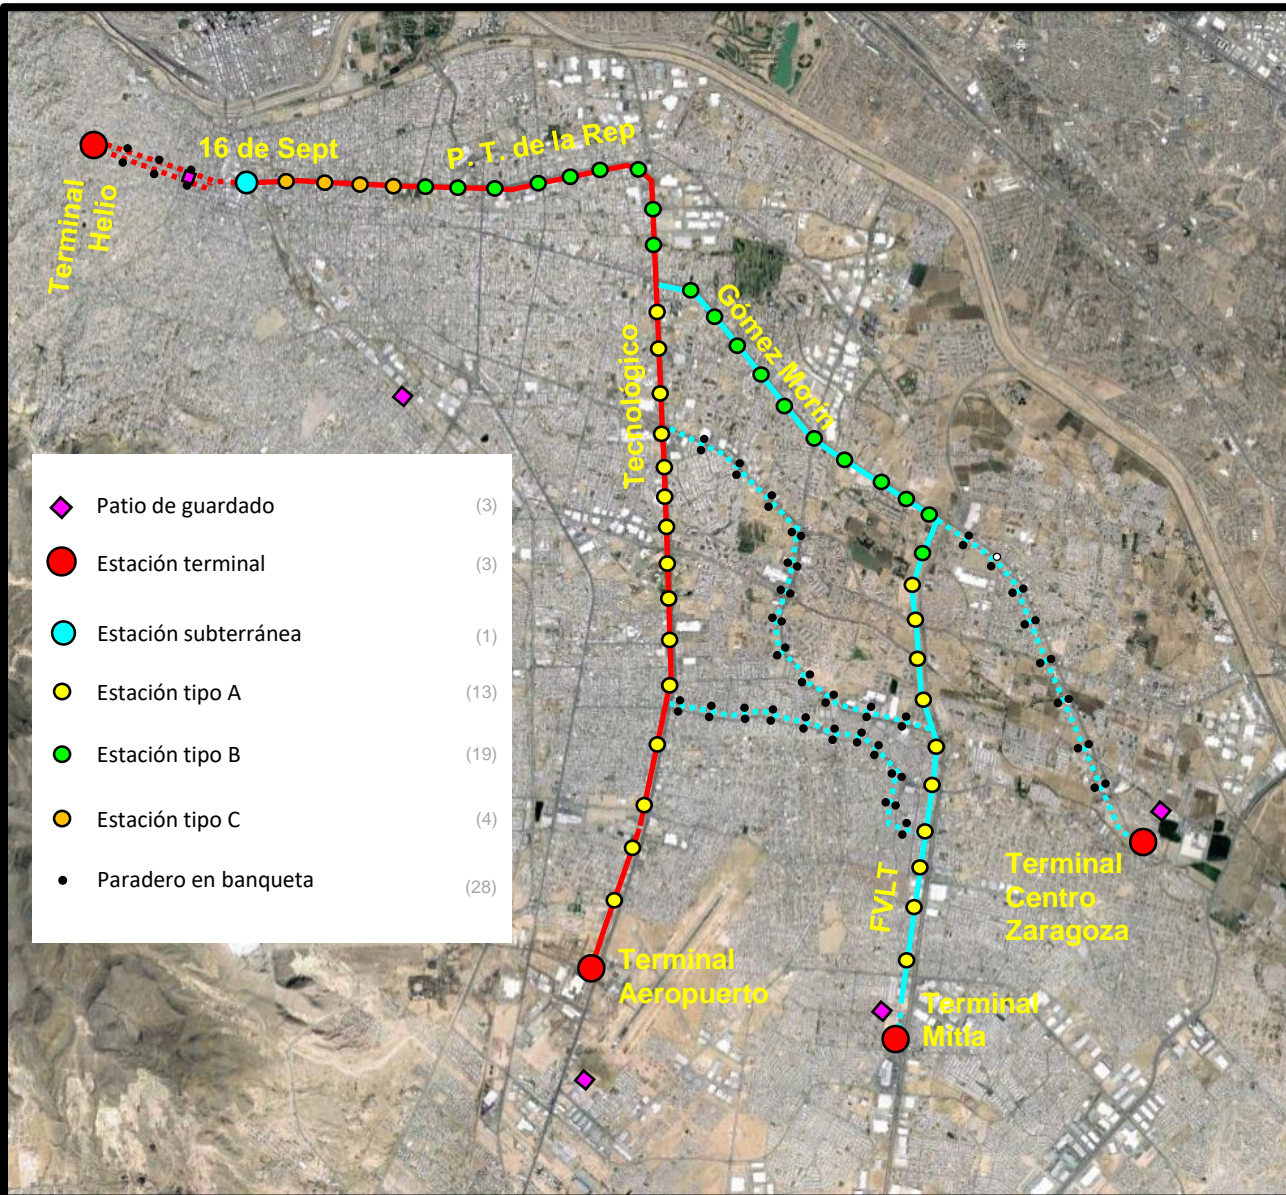 16 de Sept
P. T. de la Rep
Terminal
Helio
Gómez Morín
Tecnológico
Patio de guardado (3)
Estación terminal (3)
Estación subterránea (1)
Estación tipo A (13)
Estación tipo B (19)
Estación tipo C (4)
Paradero en banqueta (28)
FVLT
Terminal
Centro
Zaragoza
Terminal
Aeropuerto
Terminal
Mitla